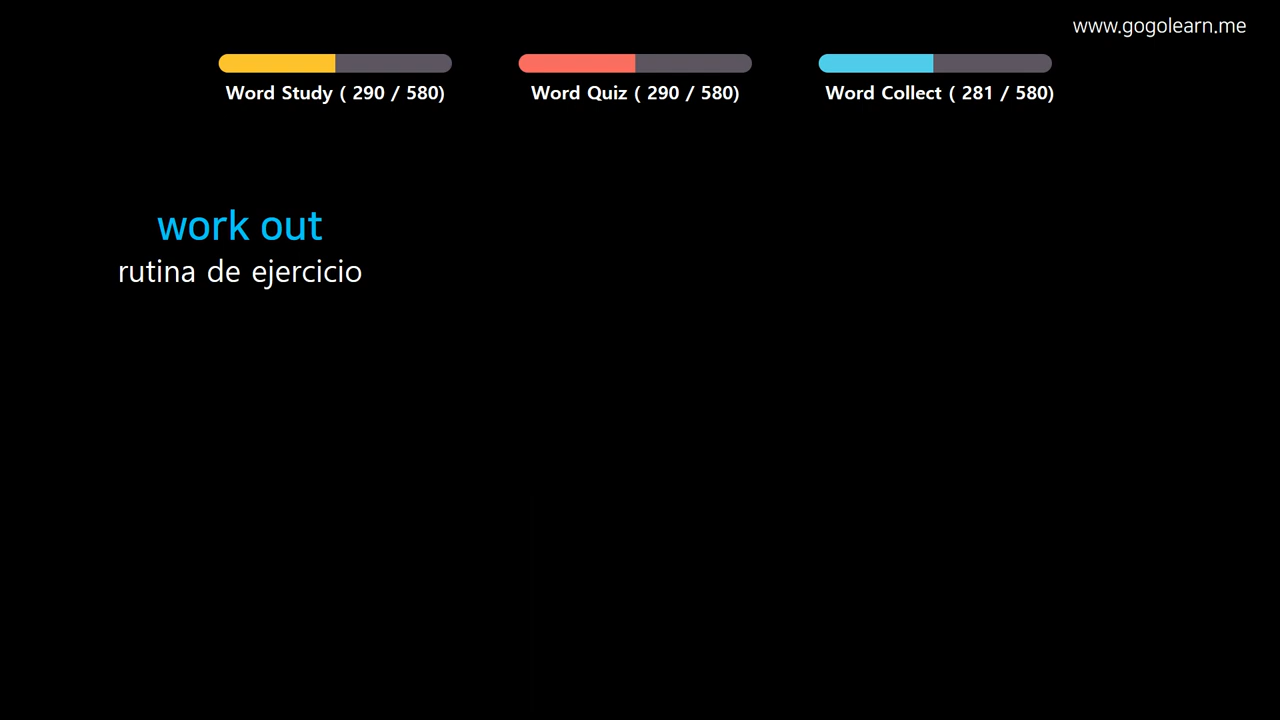 www.gogolearn.me
Word Study ( 290 / 580)
Word Quiz ( 290 / 580)
Word Collect ( 281 / 580)
work out
rutina de ejercicio